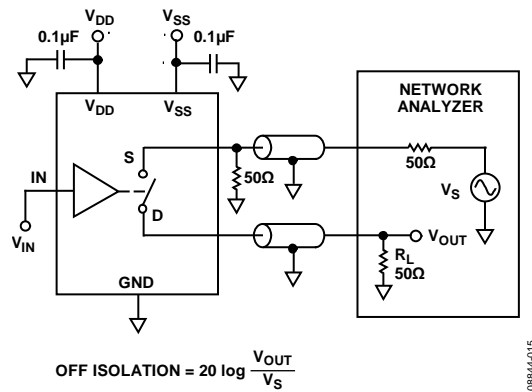 VDD
VSS
0.1µF
0.1µF
VDD
VSS
NETWORK
ANALYZER
S
50Ω
50Ω
IN
VS
D
VIN
VOUT
RL
50Ω
GND
OFF ISOLATION = 20 log VOUT/VS
08844-015